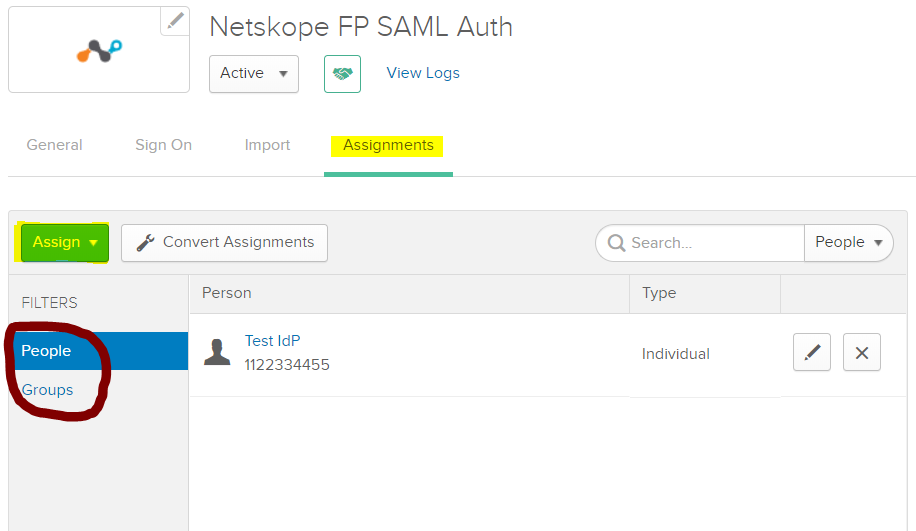 Netskope FP SAML Auth
Active
View Logs
General
Sign On
Import
Assignments
Assign
Convert Assignments
Search...
People
FILTERS
Person
Type
People
Groups
Test IdP
1122334455
Individual